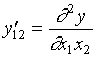 y′₁₂ = ∂²y / ∂x₁x₂